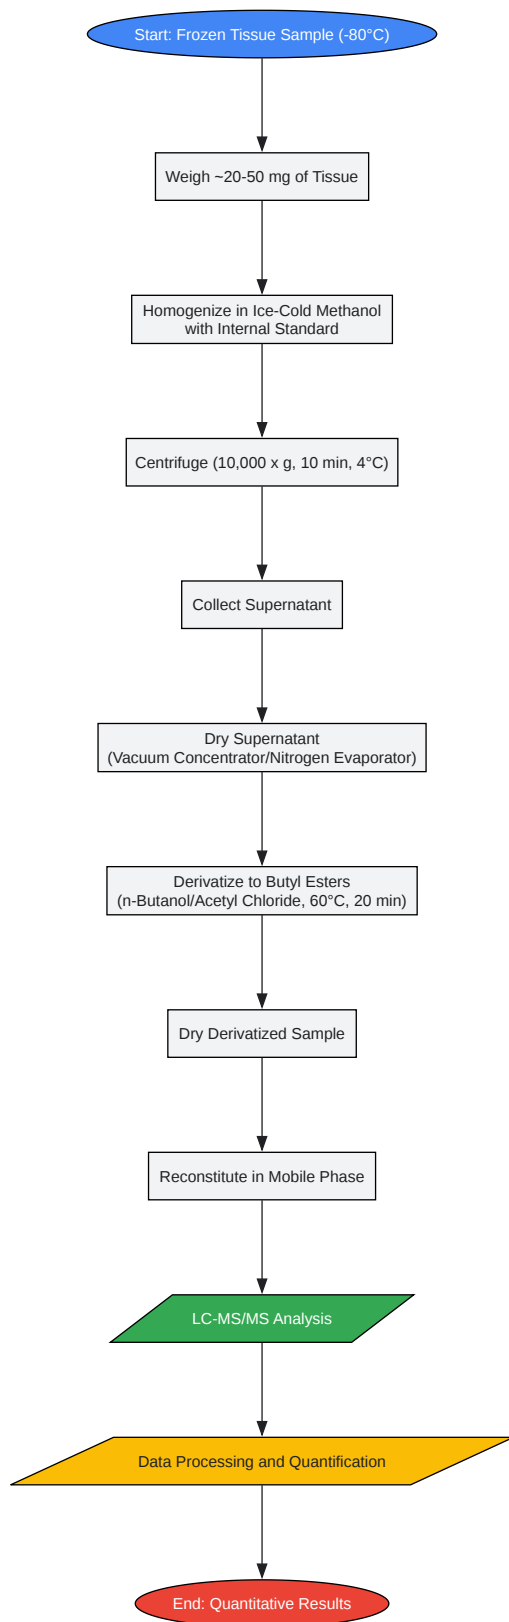 Start: Frozen Tissue Sample (-80°C)
Weigh ~20-50 mg of Tissue
Homogenize in Ice-Cold Methanol
with Internal Standard
Centrifuge (10,000 x g, 10 min, 4°C)
Collect Supernatant
Dry Supernatant
(Vacuum Concentrator/Nitrogen Evaporator)
Derivatize to Butyl Esters
(n-Butanol/Acetyl Chloride, 60°C, 20 min)
Dry Derivatized Sample
Reconstitute in Mobile Phase
LC-MS/MS Analysis
Data Processing and Quantification
End: Quantitative Results